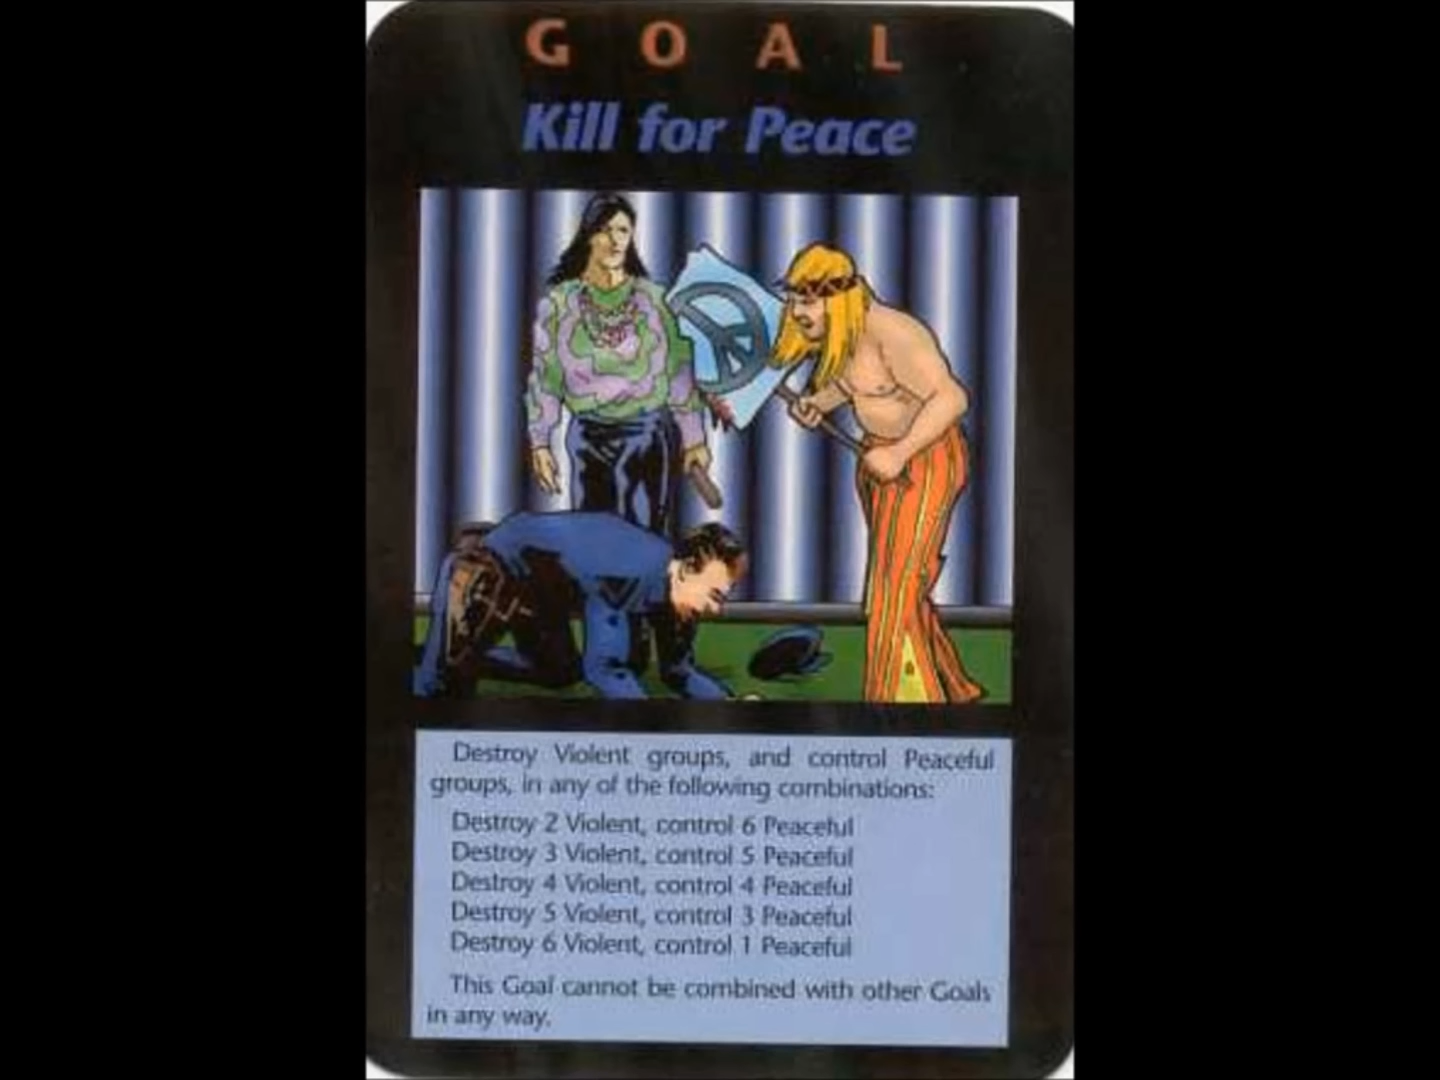 GOAL
Kill for Peace
Destroy Violent groups, and control Peaceful
groups, in any of the following combinations:
Destroy 2 Violent, control 6 Peaceful
Destroy 3 Violent, control 5 Peaceful
Destroy 4 Violent, control 4 Peaceful
Destroy 5 Violent, control 3 Peaceful
Destroy 6 Violent, control 1 Peaceful
This Goal cannot be combined with other Goals
in any way.